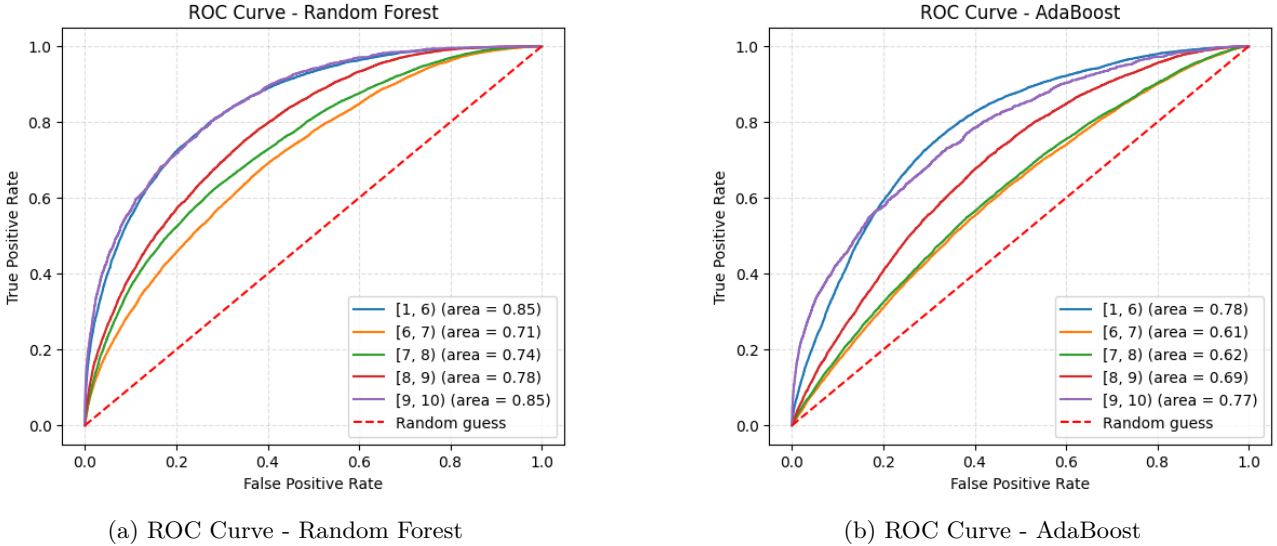 ROC Curve - Random Forest
True Positive Rate
1.0
0.8
0.6
0.4
0.2
0.0
[1, 6) (area = 0.85)
[6, 7) (area = 0.71)
[7, 8) (area = 0.74)
[8, 9) (area = 0.78)
[9, 10) (area = 0.85)
Random guess
0.0 0.2 0.4 0.6 0.8 1.0
False Positive Rate
(a) ROC Curve - Random Forest
ROC Curve - AdaBoost
True Positive Rate
1.0
0.8
0.6
0.4
0.2
0.0
[1, 6) (area = 0.78)
[6, 7) (area = 0.61)
[7, 8) (area = 0.62)
[8, 9) (area = 0.69)
[9, 10) (area = 0.77)
Random guess
0.0 0.2 0.4 0.6 0.8 1.0
False Positive Rate
(b) ROC Curve - AdaBoost